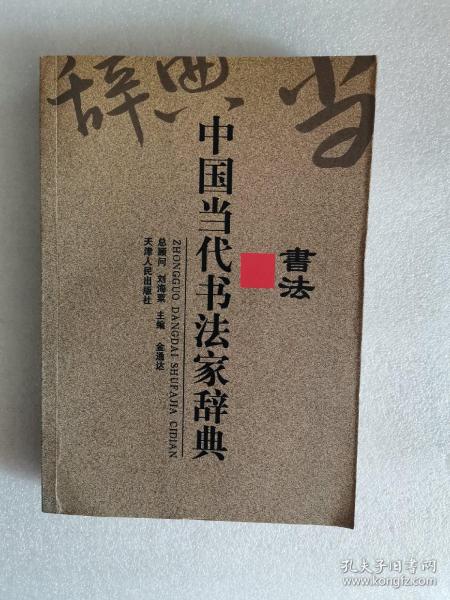 辞典
当
中国当代书法家辞典
書法
ZHONGGUO DANGDAI SHUFAJIA CIDIAN
总顾问 刘海粟 主编 金通达
天津人民出版社
孔夫子旧书网
www.kongfz.com